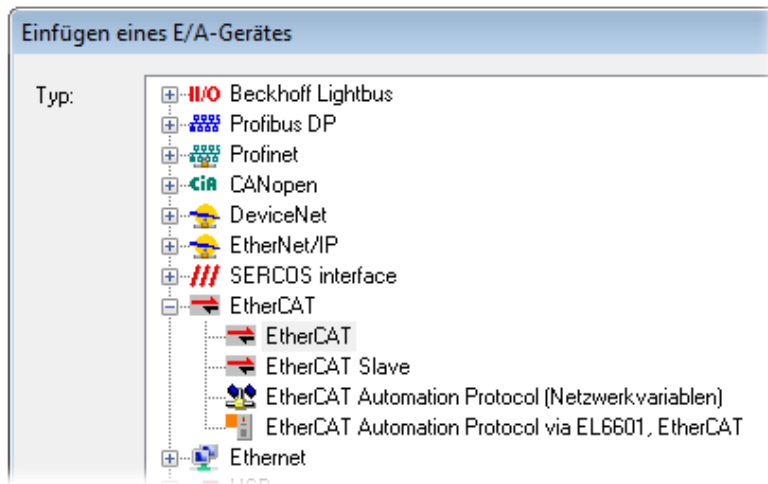 Einfügen eines E/A-Gerätes
Typ:
II/O Beckhoff Lightbus
Profibus DP
Profinet
CiA CANopen
DeviceNet
EtherNet/IP
SERCOS interface
EtherCAT
EtherCAT
EtherCAT Slave
EtherCAT Automation Protocol (Netzwerkvariablen)
EtherCAT Automation Protocol via EL6601, EtherCAT
Ethernet